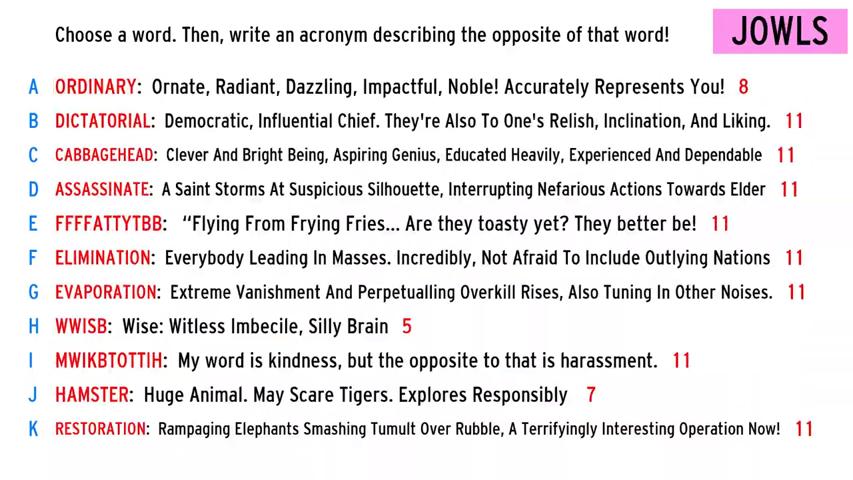 Choose a word. Then, write an acronym describing the opposite of that word!
JOWLS
A ORDINARY: Ornate, Radiant, Dazzling, Impactful, Noble! Accurately Represents You! 8
B DICTATORIAL: Democratic, Influential Chief. They're Also To One's Relish, Inclination, And Liking. 11
C CABBAGEHEAD: Clever And Bright Being, Aspiring Genius, Educated Heavily, Experienced And Dependable 11
D ASSASSINATE: A Saint Storms At Suspicious Silhouette, Interrupting Nefarious Actions Towards Elder 11
E FFFFATTYTBB: “Flying From Frying Fries... Are they toasty yet? They better be! 11
F ELIMINATION: Everybody Leading In Masses. Incredibly, Not Afraid To Include Outlying Nations 11
G EVAPORATION: Extreme Vanishment And Perpetualling Overkill Rises, Also Tuning In Other Noises. 11
H WWISB: Wise: Witless Imbecile, Silly Brain 5
I MWIKBTOTTIH: My word is kindness, but the opposite to that is harassment. 11
J HAMSTER: Huge Animal. May Scare Tigers. Explores Responsibly 7
K RESTORATION: Rampaging Elephants Smashing Tumult Over Rubble, A Terrifyingly Interesting Operation Now! 11